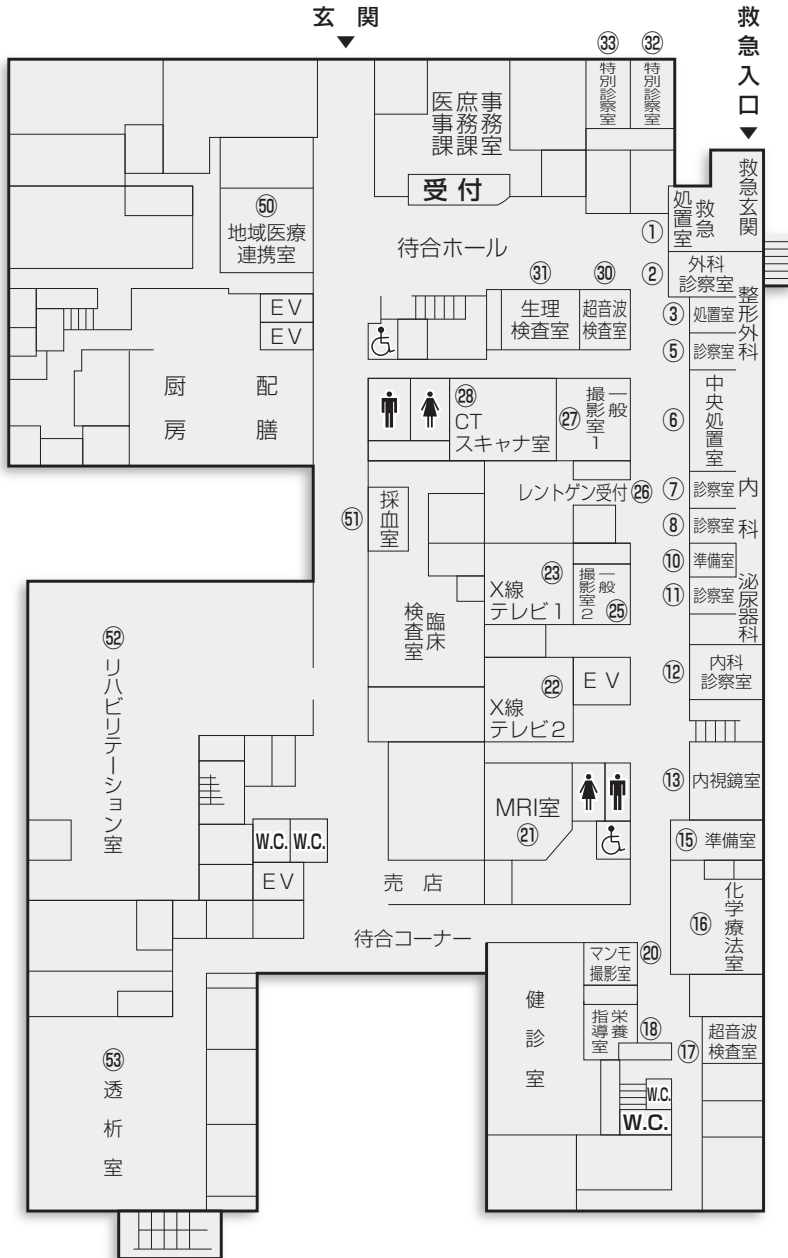 玄関
救急入口
㉝
特別診察室
㉜
特別診察室
医事課
庶務課
事務室
受付
救急玄関
①
救急
処置室
㊿
地域医療
連携室
待合ホール
②
外科
診察室
整形外科
㉛
生理
検査室
㉚
超音波
検査室
③
処置室
⑤
診察室
EV
EV
厨房
配膳
㉘
CT
スキャナ室
㉗
一般
撮影室1
⑥
中央処置室
レントゲン受付㉖
⑦
診察室
内科
⑧
診察室
51
採血室
⑩
準備室
㉓
X線
テレビ1
一般
撮影室2
㉕
⑪
診察室
泌尿器科
臨床
検査室
52
リハビリテーション室
⑫
内科
診察室
㉒
X線
テレビ2
EV
⑬
内視鏡室
MRI室
㉑
W.C.
W.C.
EV
⑮
準備室
売店
⑯
化学療法室
待合コーナー
マンモ
撮影室
⑳
健診室
栄養
指導室
⑱
⑰
超音波
検査室
53
透析室
W.C.
W.C.